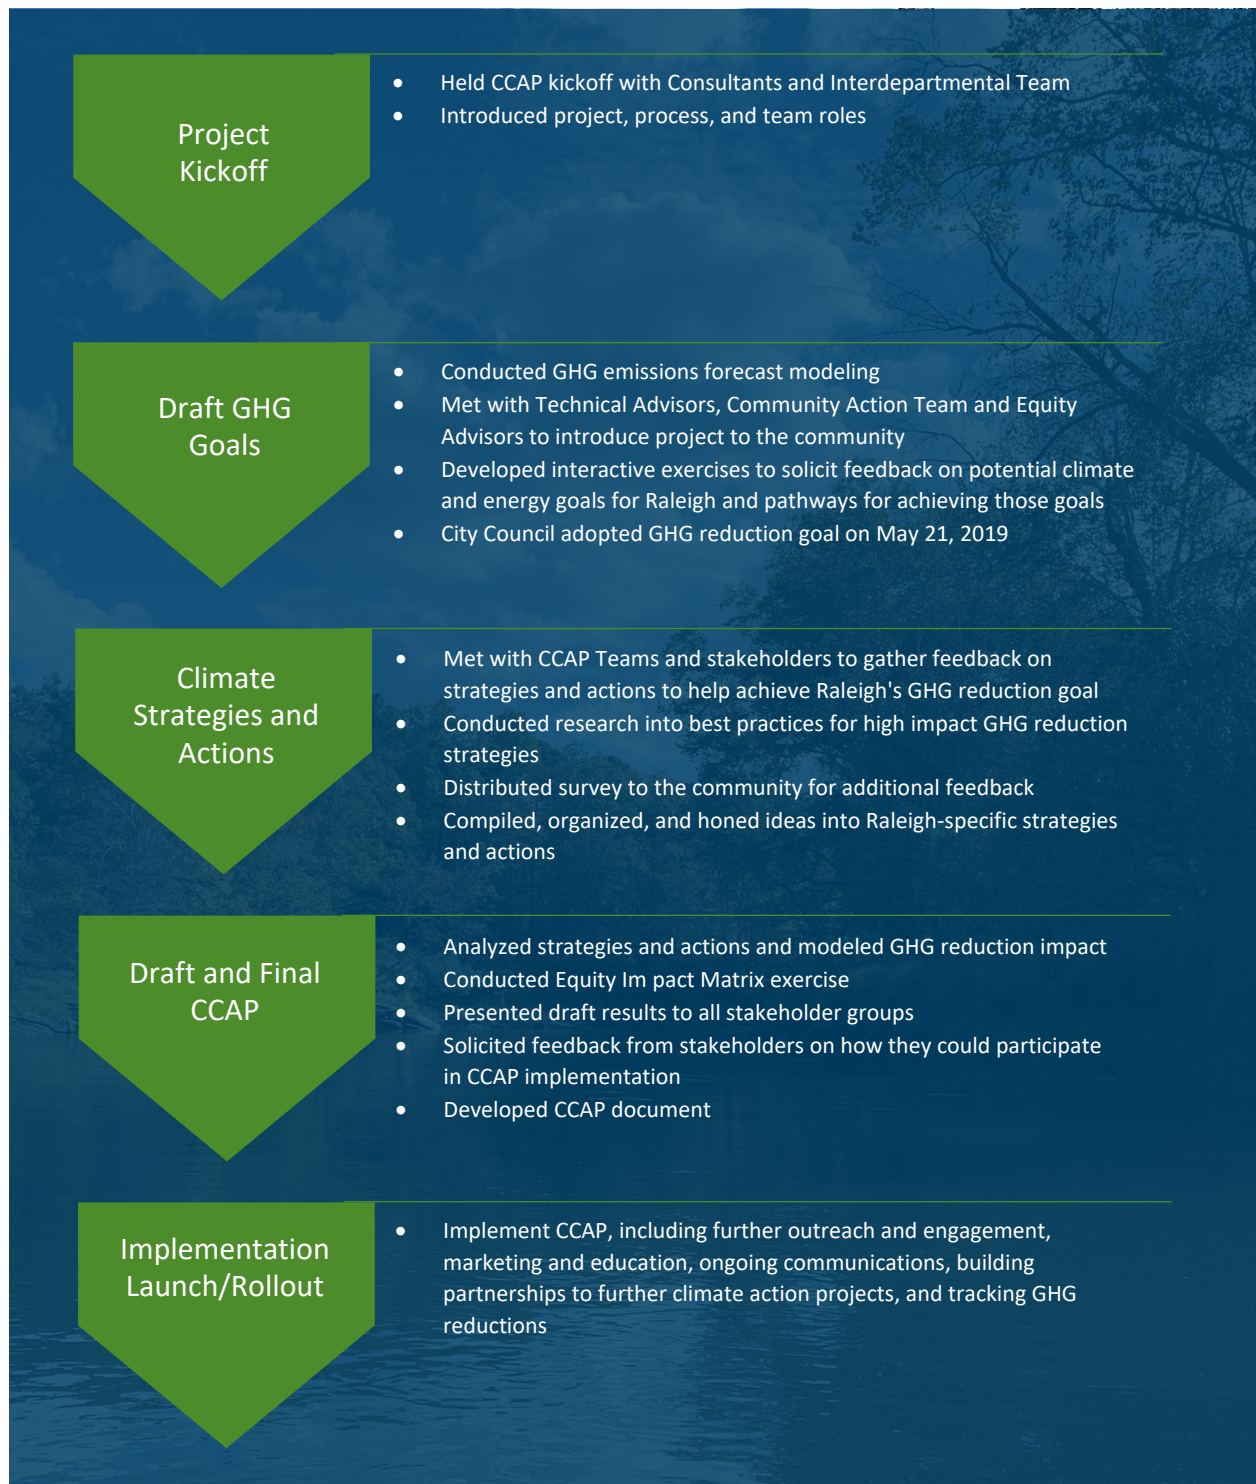 Project
Kickoff
• Held CCAP kickoff with Consultants and Interdepartmental Team
• Introduced project, process, and team roles
Draft GHG
Goals
• Conducted GHG emissions forecast modeling
• Met with Technical Advisors, Community Action Team and Equity
Advisors to introduce project to the community
• Developed interactive exercises to solicit feedback on potential climate
and energy goals for Raleigh and pathways for achieving those goals
• City Council adopted GHG reduction goal on May 21, 2019
Climate
Strategies and
Actions
• Met with CCAP Teams and stakeholders to gather feedback on
strategies and actions to help achieve Raleigh's GHG reduction goal
• Conducted research into best practices for high impact GHG reduction
strategies
• Distributed survey to the community for additional feedback
• Compiled, organized, and honed ideas into Raleigh-specific strategies
and actions
Draft and Final
CCAP
• Analyzed strategies and actions and modeled GHG reduction impact
• Conducted Equity Im pact Matrix exercise
• Presented draft results to all stakeholder groups
• Solicited feedback from stakeholders on how they could participate
in CCAP implementation
• Developed CCAP document
Implementation
Launch/Rollout
• Implement CCAP, including further outreach and engagement,
marketing and education, ongoing communications, building
partnerships to further climate action projects, and tracking GHG
reductions